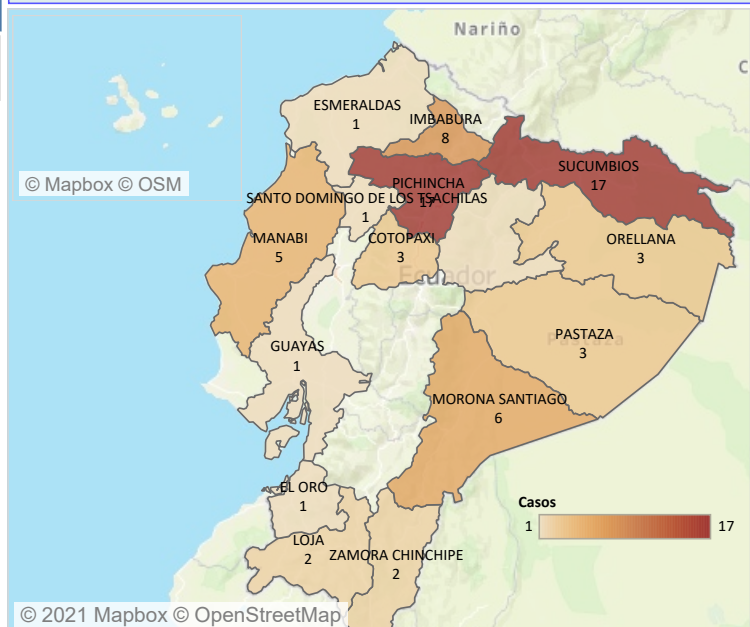 Nariño
C
ESMERALDAS
1
IMBABURA
8
© Mapbox © OSM
SUCUMBIOS
17
PICHINCHA
17
SANTO DOMINGO DE LOS TSACHILAS
1
MANABI
5
COTOPAXI
3
ORELLANA
3
Ecuador
PASTAZA
3
Pastaza
GUAYAS
1
MORONA SANTIAGO
6
EL ORO
1
Casos
1 17
LOJA
2
ZAMORA CHINCHIPE
2
© 2021 Mapbox © OpenStreetMap